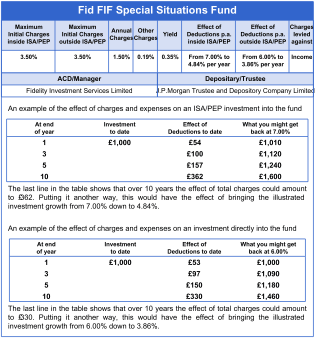 Fid FIF Special Situations Fund
Maximum Initial Charges inside ISA/PEP
Maximum Initial Charges outside ISA/PEP
Annual Charges
Other Charges
Yield
Effect of Deductions p.a. inside ISA/PEP
Effect of Deductions p.a. outside ISA/PEP
Charges levied against
3.50% 3.50% 1.50% 0.19% 0.35% From 7.00% to 4.84% per year From 6.00% to 3.86% per year Income
ACD/Manager Depositary/Trustee
Fidelity Investment Services Limited J.P.Morgan Trustee and Depository Company Limited
An example of the effect of charges and expenses on an ISA/PEP investment into the fund
At end of year Investment to date Effect of Deductions to date What you might get back at 7.00%
1 £1,000 £54 £1,010
3 £100 £1,120
5 £157 £1,240
10 £362 £1,600
The last line in the table shows that over 10 years the effect of total charges could amount
to £362. Putting it another way, this would have the effect of bringing the illustrated
investment growth from 7.00% down to 4.84%.
An example of the effect of charges and expenses on an investment directly into the fund
At end of year Investment to date Effect of Deductions to date What you might get back at 6.00%
1 £1,000 £53 £1,000
3 £97 £1,090
5 £150 £1,180
10 £330 £1,460
The last line in the table shows that over 10 years the effect of total charges could amount
to £330. Putting it another way, this would have the effect of bringing the illustrated
investment growth from 6.00% down to 3.86%.